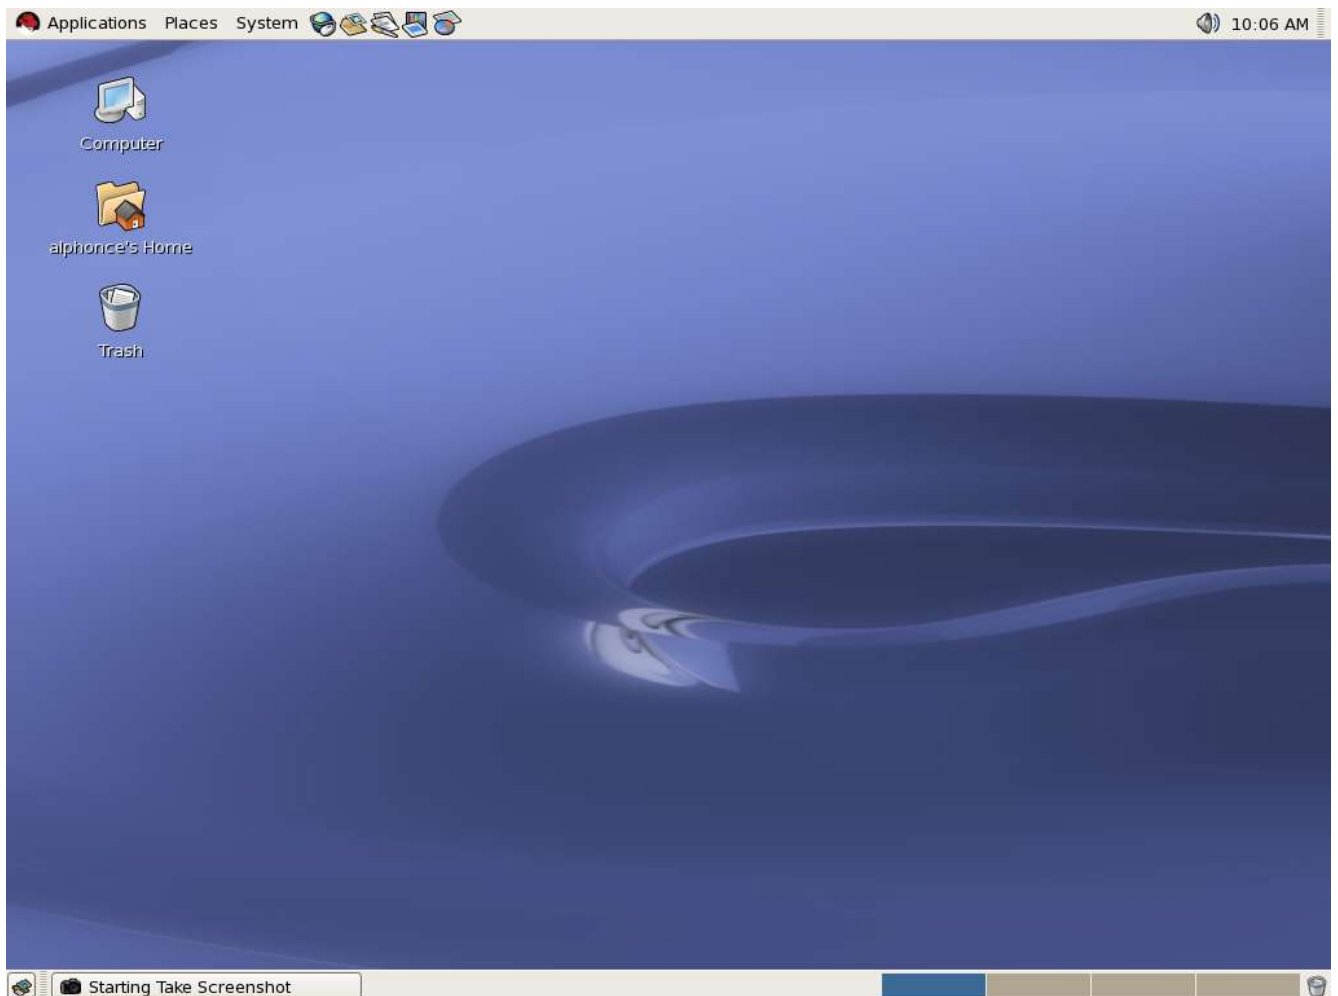 Applications Places System 10:06 AM
Computer
alphonce's Home
Trash
Starting Take Screenshot